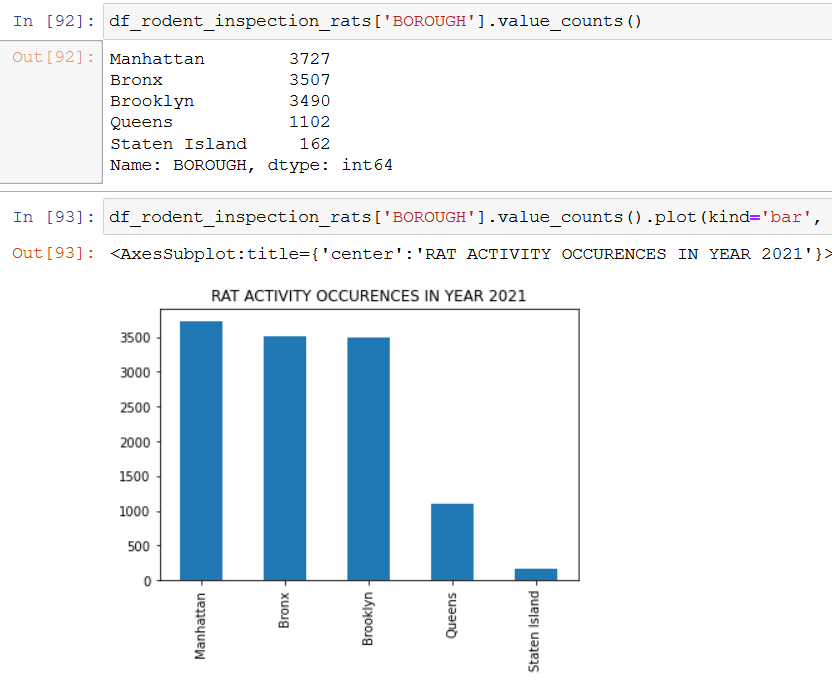 In [92]: df_rodent_inspection_rats['BOROUGH'].value_counts()
Out[92]: Manhattan 3727
Bronx 3507
Brooklyn 3490
Queens 1102
Staten Island 162
Name: BOROUGH, dtype: int64
In [93]: df_rodent_inspection_rats['BOROUGH'].value_counts().plot(kind='bar',
Out[93]: <AxesSubplot:title={'center':'RAT ACTIVITY OCCURENCES IN YEAR 2021'}>
RAT ACTIVITY OCCURENCES IN YEAR 2021
3500
3000
2500
2000
1500
1000
500
0
Manhattan
Bronx
Brooklyn
Queens
Staten Island